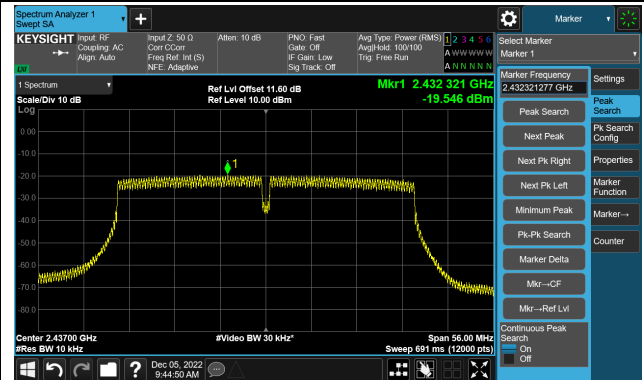 Spectrum Analyzer 1
Swept SA
Marker
KEYSIGHT
Input: RF
Coupling: AC
Align: Auto
Input Z: 50 Ω
Corr CCorr
Freq Ref: Int (S)
NFE: Adaptive
Atten: 10 dB
PNO: Fast
Gate: Off
IF Gain: Low
Sig Track: Off
Avg Type: Power (RMS)
Avg|Hold: 100/100
Trig: Free Run
1 2 3 4 5 6
A W W W W W
A N N N N N
LXI
Select Marker
Marker 1
1 Spectrum
Scale/Div 10 dB
Ref Lvl Offset 11.60 dB
Ref Level 10.00 dBm
Mkr1 2.432 321 GHz
-19.546 dBm
Log
0.00
-10.0
-20.0
-30.0
-40.0
-50.0
-60.0
-70.0
-80.0
1
Center 2.43700 GHz
#Res BW 10 kHz
#Video BW 30 kHz*
Span 56.00 MHz
Sweep 691 ms (12000 pts)
Marker Frequency
2.432321277 GHz
Peak Search
Next Peak
Next Pk Right
Next Pk Left
Minimum Peak
Pk-Pk Search
Marker Delta
Mkr→CF
Mkr→Ref Lvl
Continuous Peak
Search
On
Off
Settings
Peak
Search
Pk Search
Config
Properties
Marker
Function
Marker→
Counter
?
Dec 05, 2022
9:44:50 AM